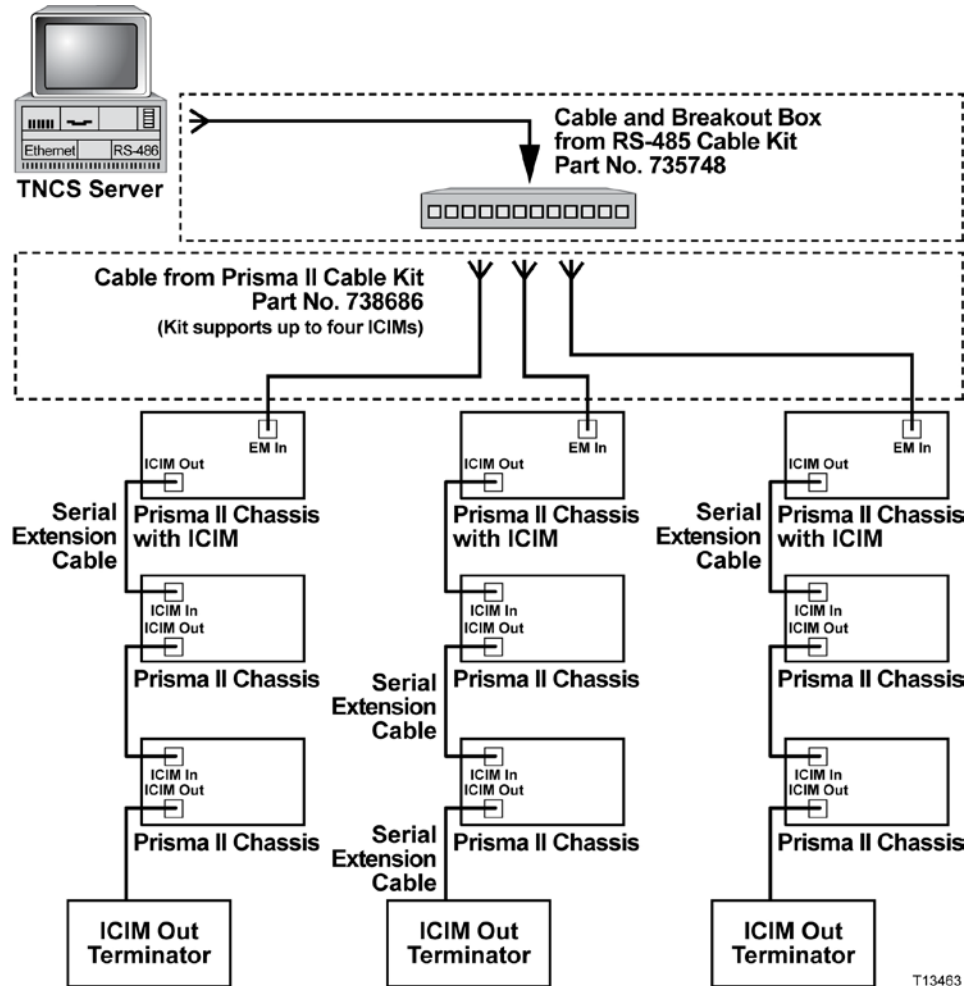 Ethernet
RS-486
TNCS Server
Cable and Breakout Box
from RS-485 Cable Kit
Part No. 735748
Cable from Prisma II Cable Kit
Part No. 738686
(Kit supports up to four ICIMs)
EM In
ICIM Out
Serial
Extension
Cable
Prisma II Chassis
with ICIM
ICIM In
ICIM Out
Prisma II Chassis
ICIM In
ICIM Out
Prisma II Chassis
ICIM Out
Terminator
EM In
ICIM Out
Prisma II Chassis
with ICIM
ICIM In
ICIM Out
Prisma II Chassis
Serial
Extension
Cable
ICIM In
ICIM Out
Prisma II Chassis
Serial
Extension
Cable
ICIM Out
Terminator
EM In
ICIM Out
Serial
Extension
Cable
Prisma II Chassis
with ICIM
ICIM In
ICIM Out
Prisma II Chassis
ICIM In
ICIM Out
Prisma II Chassis
ICIM Out
Terminator
T13463